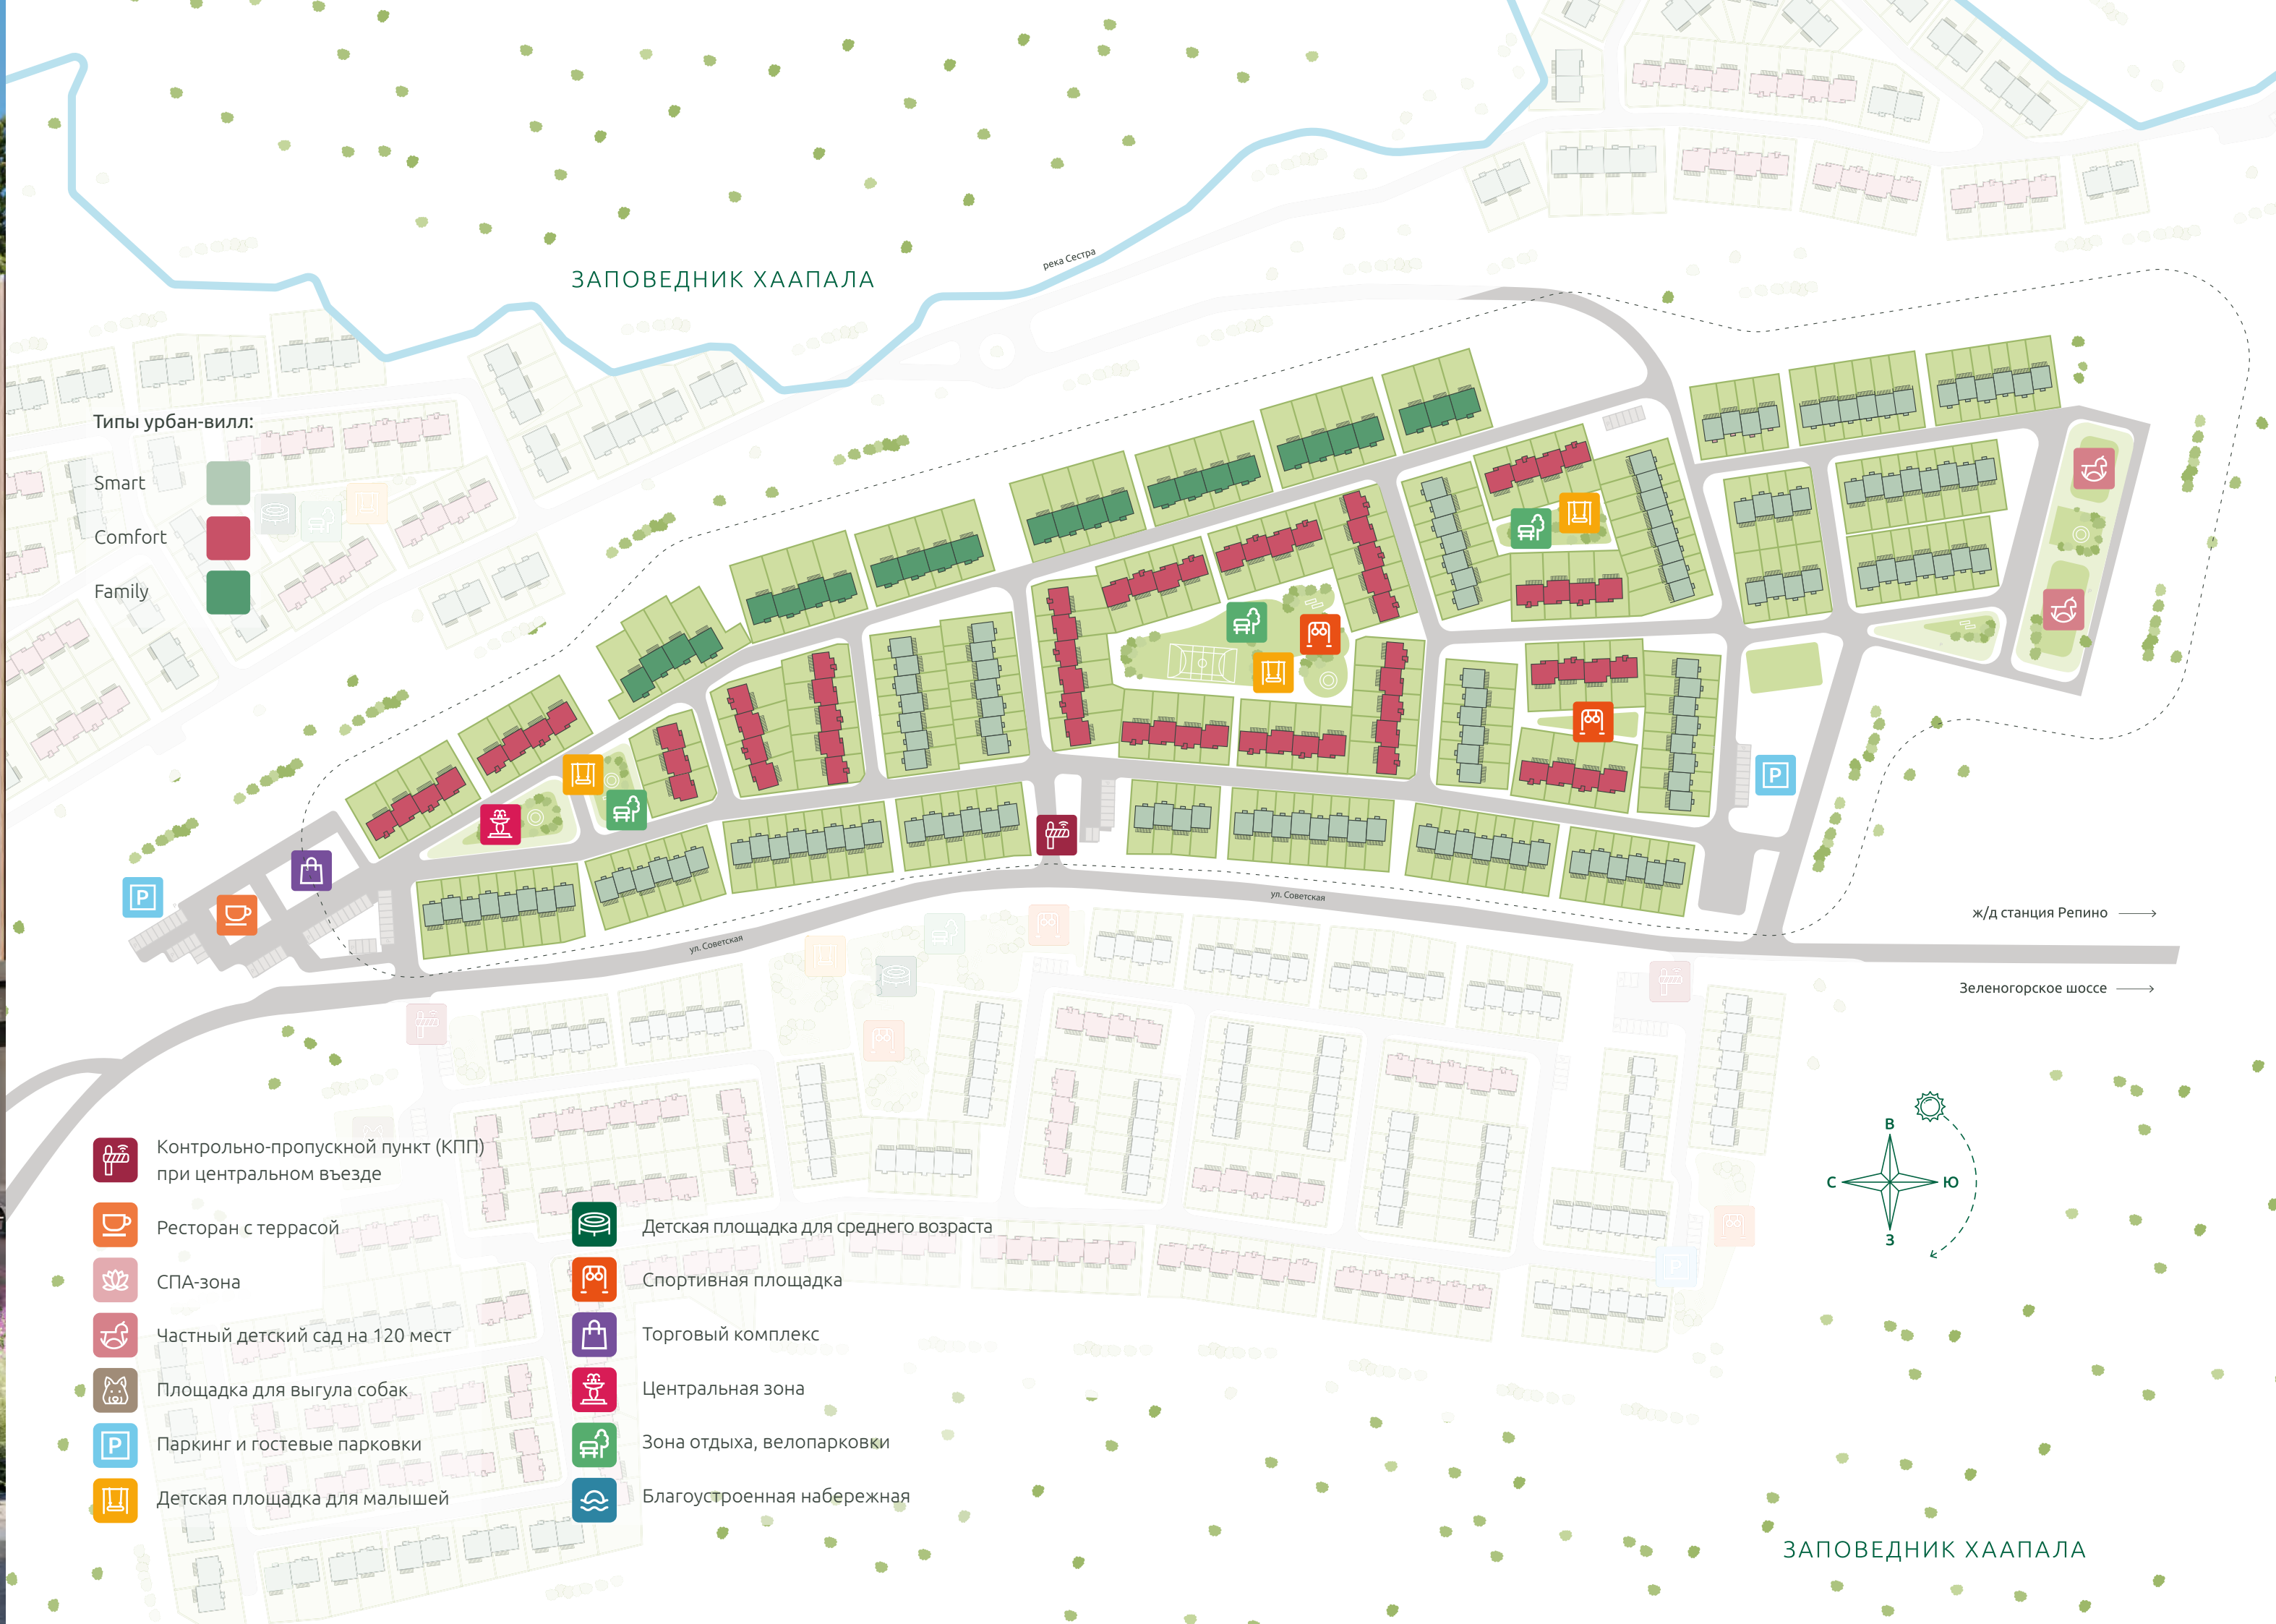 ЗАПОВЕДНИК ХААПАЛА
река Сестра
Типы урбан-вилл:
Smart
Comfort
Family
P
P
ул. Советская
ул. Советская
ж/д станция Репино
Зеленогорское шоссе
В
С
Ю
З
Контрольно-пропускной пункт (КПП)
при центральном въезде
Ресторан с террасой
СПА-зона
Частный детский сад на 120 мест
Площадка для выгула собак
P
Паркинг и гостевые парковки
Детская площадка для малышей
Детская площадка для среднего возраста
Спортивная площадка
Торговый комплекс
Центральная зона
Зона отдыха, велопарковки
Благоустроенная набережная
P
ЗАПОВЕДНИК ХААПАЛА